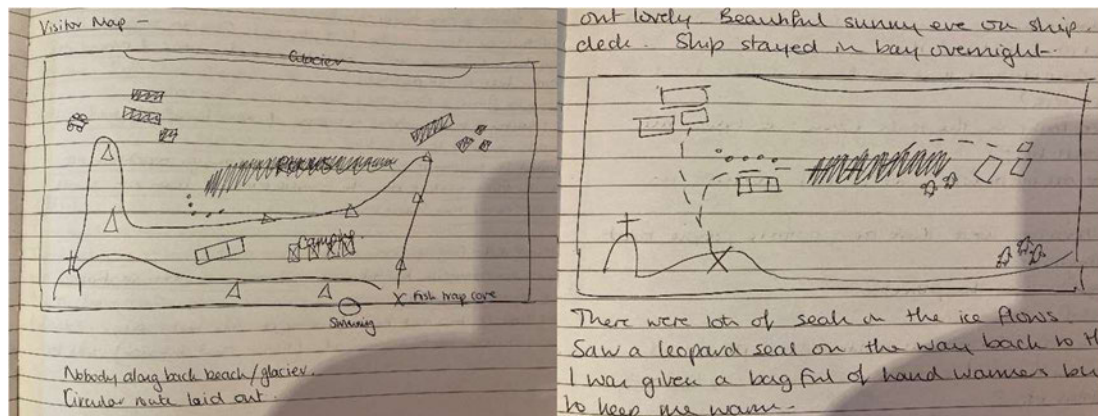 Visitor Map -
Glacier
Rocks
Camping
X Fish trap cove
Swimming
Nobody along back beach/glacier.
Circular route laid out.
out lovely. Beautiful sunny eve on ship.
deck. Ship stayed in bay overnight.
There were lots of seals on the ice flows.
Saw a leopard seal on the way back to th
I was given a bag full of hand warmers
to keep me warm.